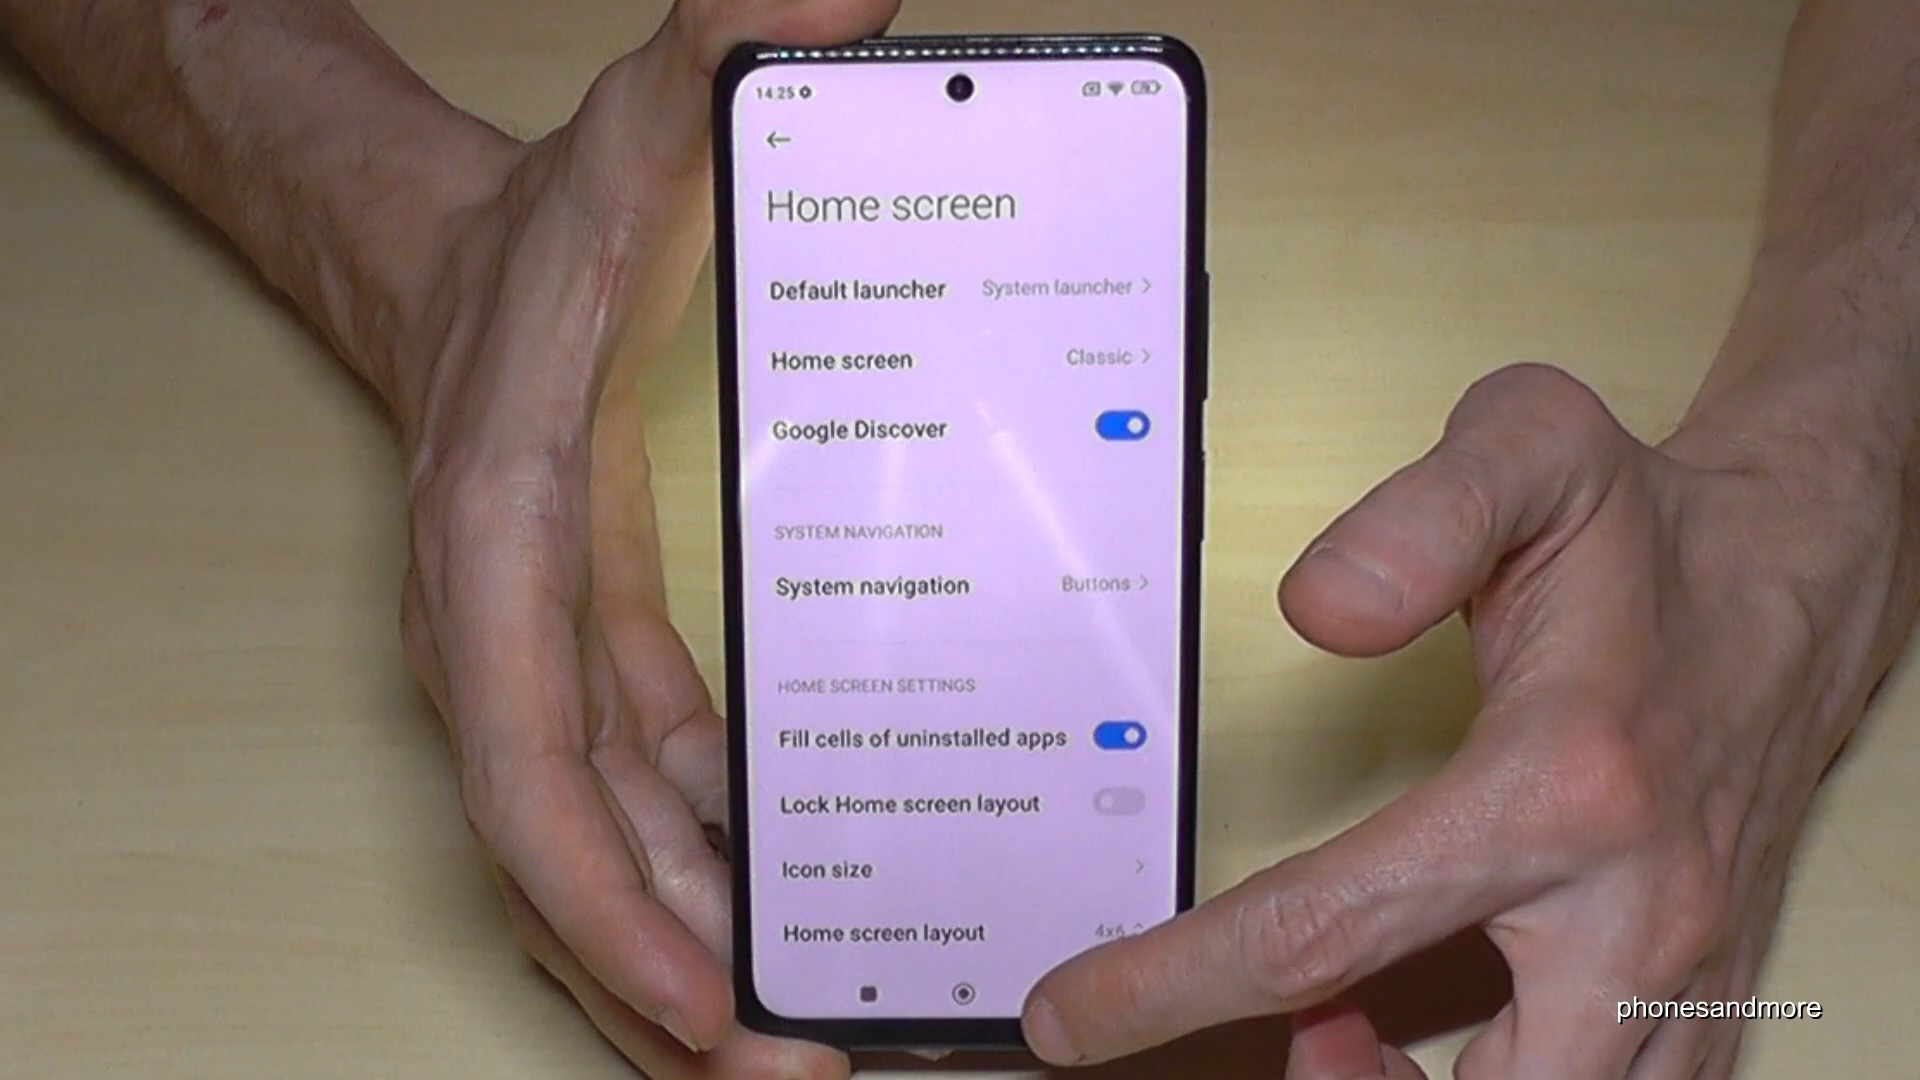 14:25
Home screen
Default launcher System launcher
Home screen Classic
Google Discover
SYSTEM NAVIGATION
System navigation Buttons
HOME SCREEN SETTINGS
Fill cells of uninstalled apps
Lock Home screen layout
Icon size
Home screen layout 4x6
phonesandmore